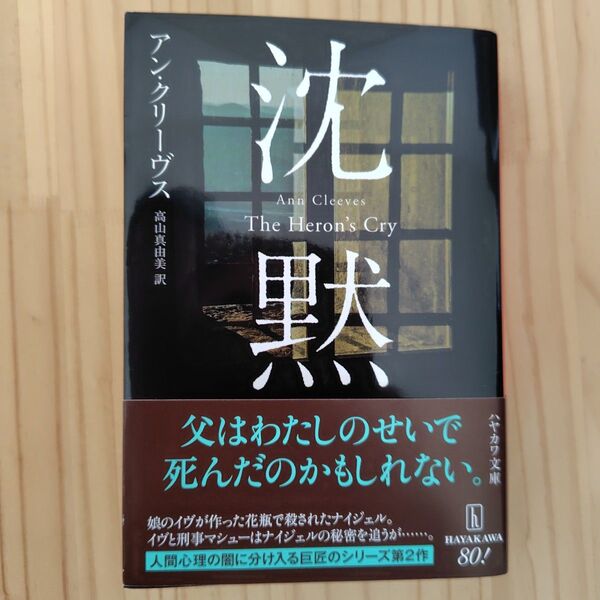 アン・クリーヴス
高山真由美 訳
沈黙
Ann Cleeves
The Heron's Cry
父はわたしのせいで
死んだのかもしれない。
娘のイヴが作った花瓶で殺されたナイジェル。
イヴと刑事マシューはナイジェルの秘密を追うが……。
人間心理の闇に分け入る巨匠のシリーズ第2作
ハヤカワ文庫
h
HAYAKAWA
80!